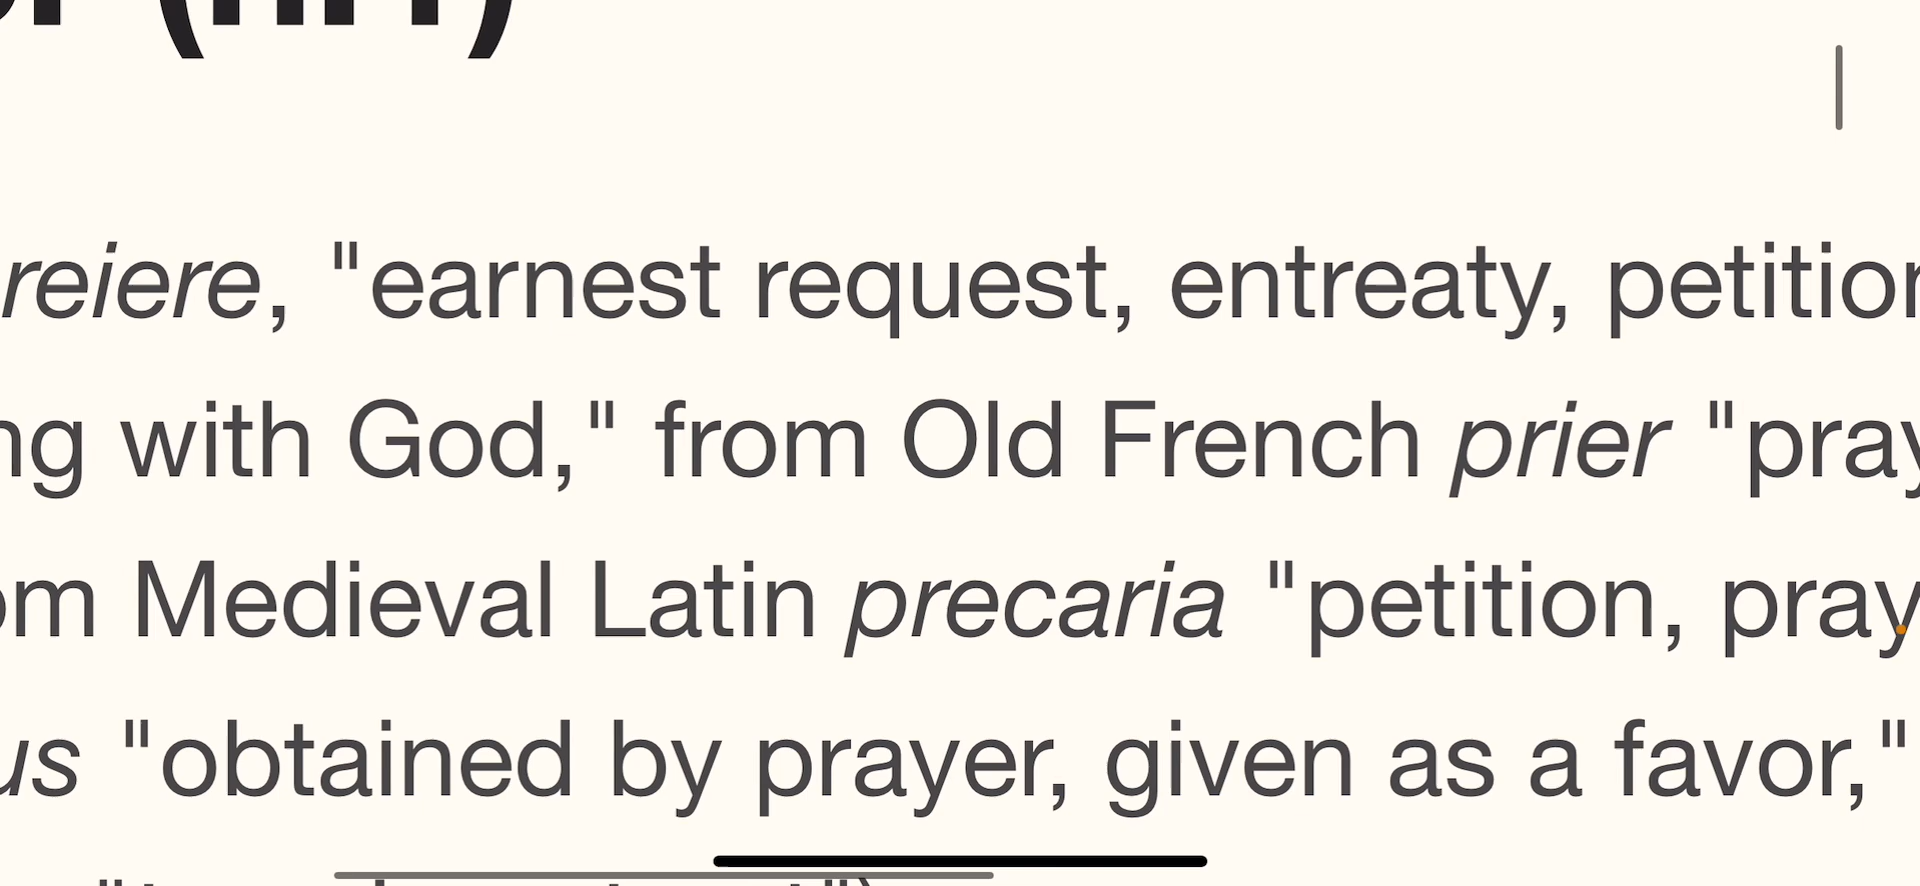 reiere, "earnest request, entreaty, petition
ng with God," from Old French prier "pray
om Medieval Latin precaria "petition, pray
us "obtained by prayer, given as a favor,"